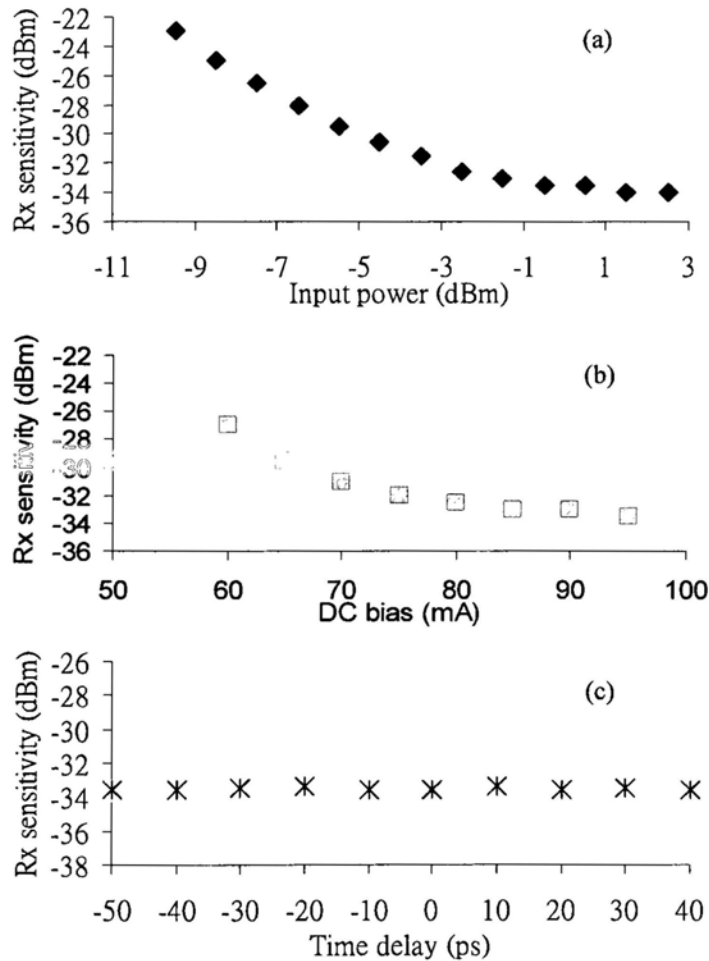 (a)
Rx sensitivity (dBm)
-22
-24
-26
-28
-30
-32
-34
-36
-11 -9 -7 -5 -3 -1 1 3
Input power (dBm)
(b)
Rx sensitivity (dBm)
-22
-24
-26
-28
-30
-32
-34
-36
50 60 70 80 90 100
DC bias (mA)
(c)
Rx sensitivity (dBm)
-26
-28
-30
-32
-34
-36
-38
-50 -40 -30 -20 -10 0 10 20 30 40
Time delay (ps)